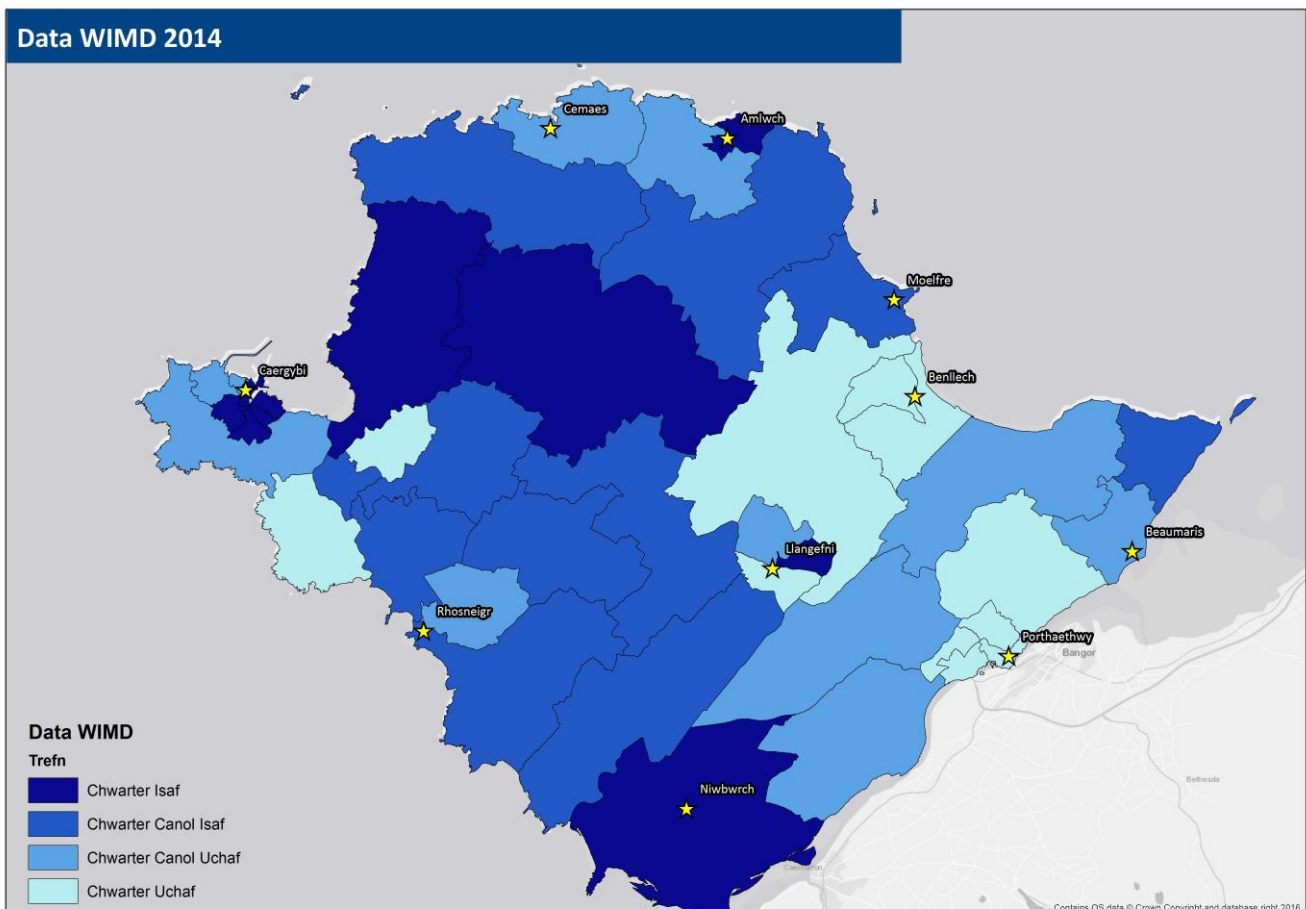 Data WIMD 2014
Cemaes
Amlwch
Moelfre
Caergybi
Benllech
Llangefni
Beaumaris
Rhosneigr
Porthaethwy
Bangor
Data WIMD
Trefn
Chwarter Isaf
Chwarter Canol Isaf
Chwarter Canol Uchaf
Chwarter Uchaf
Niwbwrch
Bethesda
Caernarfon
Contains OS data © Crown Copyright and database right 2016